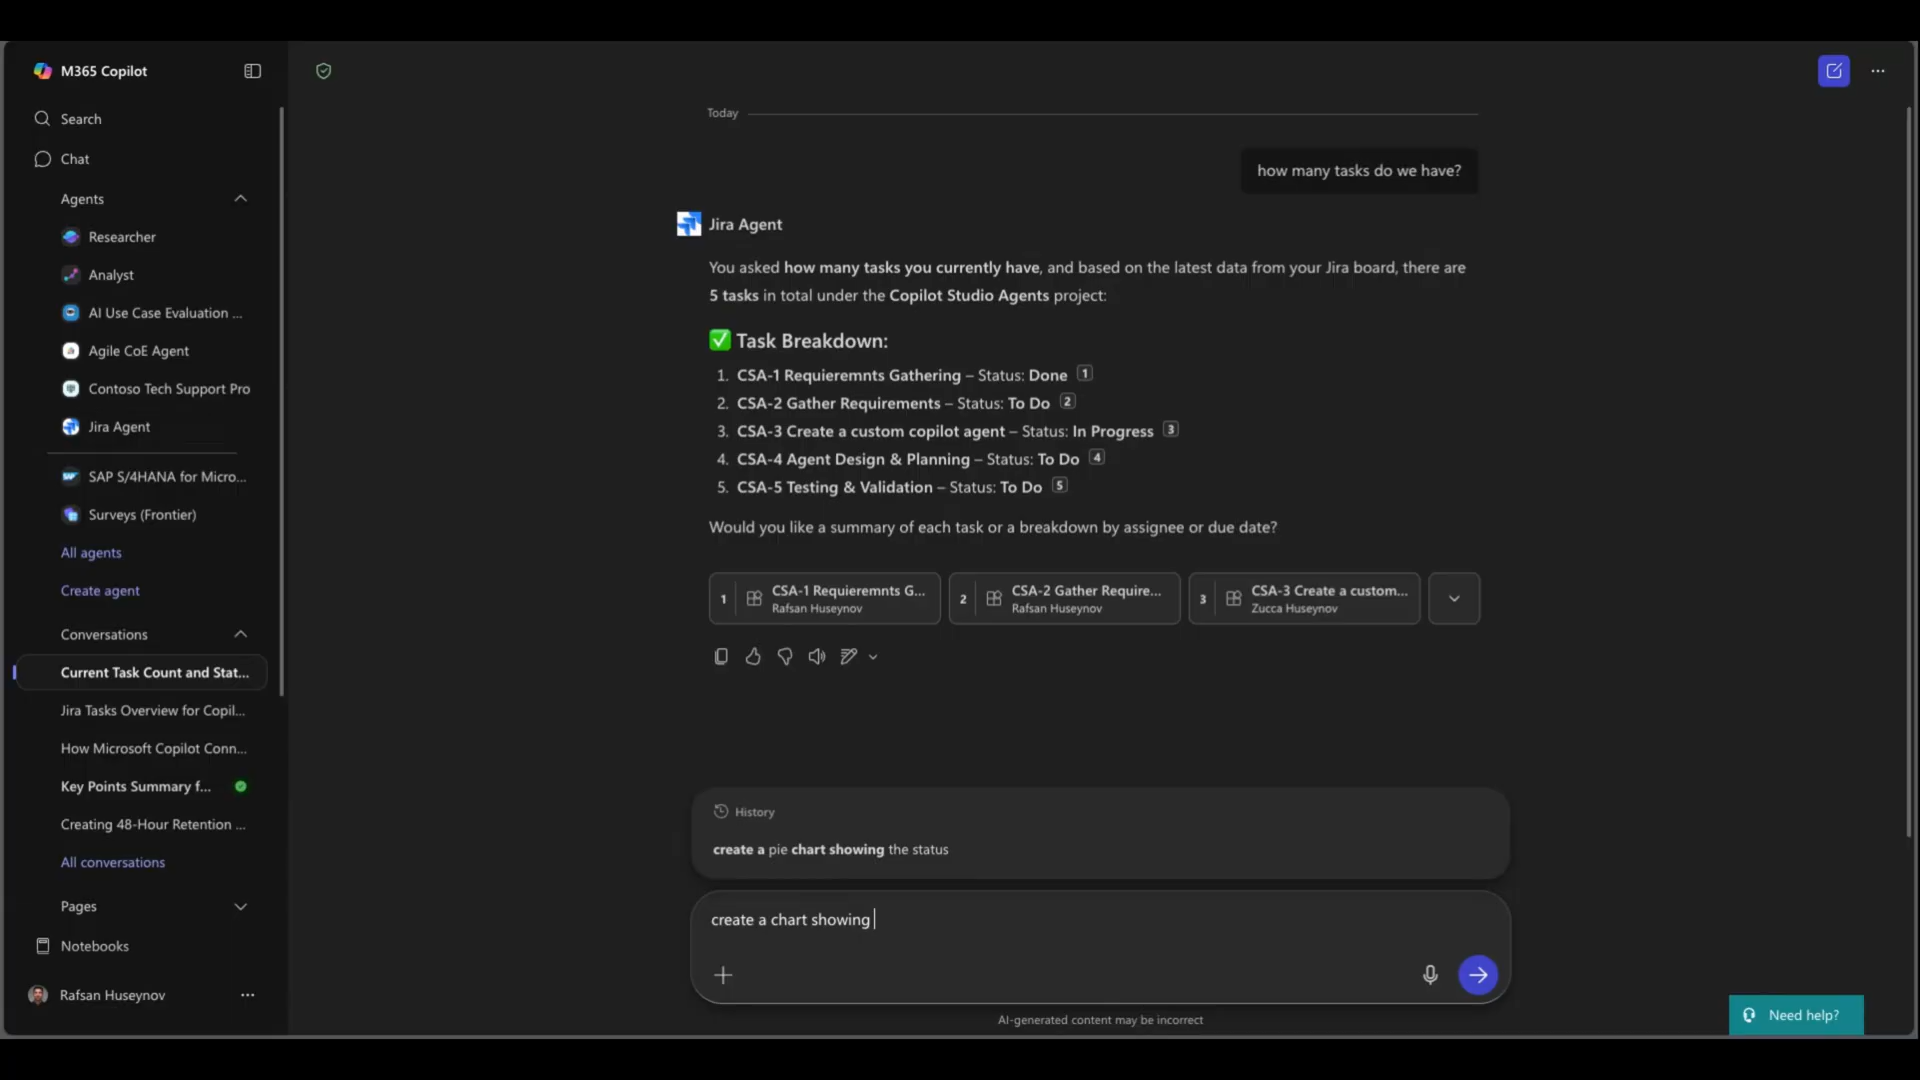 M365 Copilot
Search
Chat
Agents
Researcher
Analyst
AI Use Case Evaluation ...
Agile CoE Agent
Contoso Tech Support Pro
Jira Agent
SAP S/4HANA for Micro...
Surveys (Frontier)
All agents
Create agent
Conversations
Current Task Count and Stat...
Jira Tasks Overview for Copil...
How Microsoft Copilot Conn...
Key Points Summary f...
Creating 48-Hour Retention ...
All conversations
Pages
Notebooks
Rafsan Huseynov
Today
how many tasks do we have?
Jira Agent
You asked how many tasks you currently have, and based on the latest data from your Jira board, there are
5 tasks in total under the Copilot Studio Agents project:
✅ Task Breakdown:
1. CSA-1 Requieremnts Gathering – Status: Done 1
2. CSA-2 Gather Requirements – Status: To Do 2
3. CSA-3 Create a custom copilot agent – Status: In Progress 3
4. CSA-4 Agent Design & Planning – Status: To Do 4
5. CSA-5 Testing & Validation – Status: To Do 5
Would you like a summary of each task or a breakdown by assignee or due date?
1 CSA-1 Requieremnts G...
Rafsan Huseynov
2 CSA-2 Gather Require...
Rafsan Huseynov
3 CSA-3 Create a custom...
Zucca Huseynov
History
create a pie chart showing the status
create a chart showing
AI-generated content may be incorrect
Need help?